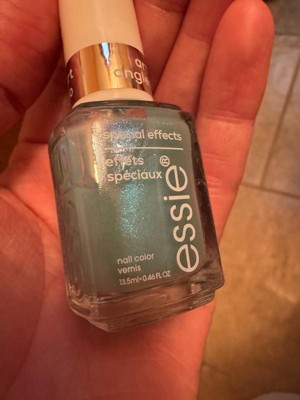 special effects
effets
spéciaux
essie®
nail color
vernis
13.5ml•0.46 FL OZ